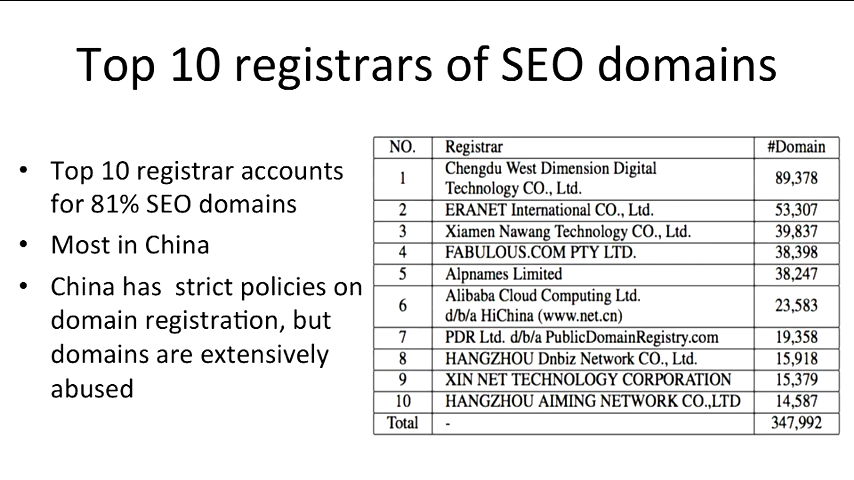 Top 10 registrars of SEO domains
• Top 10 registrar accounts
for 81% SEO domains
• Most in China
• China has strict policies on
domain registration, but
domains are extensively
abused
NO. Registrar #Domain
1 Chengdu West Dimension Digital
Technology CO., Ltd. 89,378
2 ERANET International CO., Ltd. 53,307
3 Xiamen Nawang Technology CO., Ltd. 39,837
4 FABULOUS.COM PTY LTD. 38,398
5 Alpnames Limited 38,247
6 Alibaba Cloud Computing Ltd.
d/b/a HiChina (www.net.cn) 23,583
7 PDR Ltd. d/b/a PublicDomainRegistry.com 19,358
8 HANGZHOU Dnbiz Network CO., Ltd. 15,918
9 XIN NET TECHNOLOGY CORPORATION 15,379
10 HANGZHOU AIMING NETWORK CO.,LTD 14,587
Total - 347,992